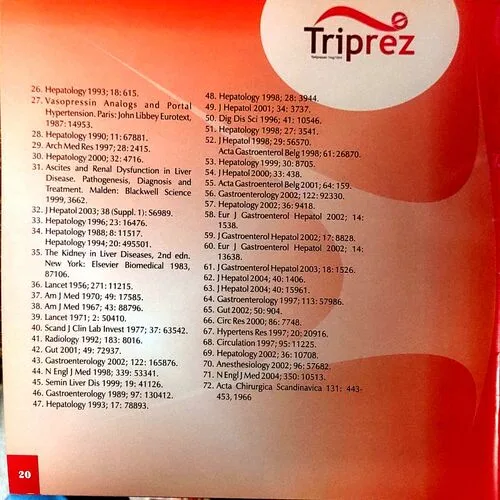 Triprez
26. Hepatology 1993; 18: 615.
27. Vasopressin Analogs and Portal
Hypertension. Paris: John Libbey Eurotext,
1987: 14953.
28. Hepatology 1990; 11: 67881.
29. Arch Med Res 1997; 28: 2415.
30. Hepatology 2000; 32: 4716.
31. Ascites and Renal Dysfunction in Liver
Disease. Pathogenesis, Diagnosis and
Treatment. Malden: Blackwell Science
1999, 3662.
32. J Hepatol 2003; 38 (Suppl. 1): S6989.
33. Hepatology 1996; 23: 16476.
34. Hepatology 1988; 8: 11517.
Hepatology 1994; 20: 495501.
35. The Kidney in Liver Diseases, 2nd edn.
New York: Elsevier Biomedical 1983,
87106.
36. Lancet 1956; 271: 11215.
37. Am J Med 1970; 49: 17585.
38. Am J Med 1967; 43: 88796.
39. Lancet 1971; 2: 50410.
40. Scand J Clin Lab Invest 1977; 37: 63542.
41. Radiology 1992; 183: 8016.
42. Gut 2001; 49: 72937.
43. Gastroenterology 2002; 122: 165876.
44. N Engl J Med 1998; 339: 53341.
45. Semin Liver Dis 1999; 19: 41126.
46. Gastroenterology 1989; 97: 130412.
47. Hepatology 1993; 17: 78893.
48. Hepatology 1998; 28: 3944.
49. J Hepatol 2001; 34: 3737.
50. Dig Dis Sci 1996; 41: 10546.
51. Hepatology 1998; 27: 3541.
52. J Hepatol 1998; 29: 56570.
Acta Gastroenterol Belg 1998; 61: 26870.
53. Hepatology 1999; 30: 8705.
54. J Hepatol 2000; 33: 438.
55. Acta Gastroenterol Belg 2001; 64: 159.
56. Gastroenterology 2002; 122: 92330.
57. Hepatology 2002; 36: 9418.
58. Eur J Gastroenterol Hepatol 2002; 14:
1538.
59. J Gastroenterol Hepatol 2002; 17: 8828.
60. Eur J Gastroenterol Hepatol 2002; 14:
13638.
61. J Gastroenterol Hepatol 2003; 18: 1526.
62. J Hepatol 2004; 40: 1406.
63. J Hepatol 2004; 40: 15961.
64. Gastroenterology 1997; 113: 57986.
65. Gut 2002; 50: 904.
66. Circ Res 2000; 86: 7748.
67. Hypertens Res 1997; 20: 20916.
68. Circulation 1997; 95: 11225.
69. Hepatology 2002; 36: 10708.
70. Anesthesiology 2002; 96: 57682.
71. N Engl J Med 2004; 350: 10513.
72. Acta Chirurgica Scandinavica 131: 443-
453, 1966
20